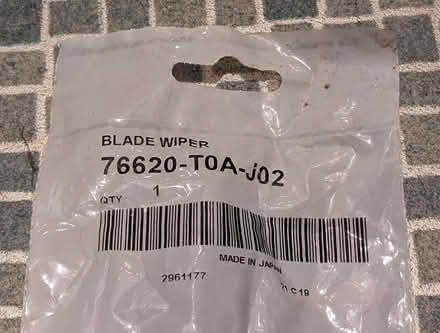 BLADE WIPER
76620-T0A-J02
QTY 1
MADE IN JAPAN
2961177